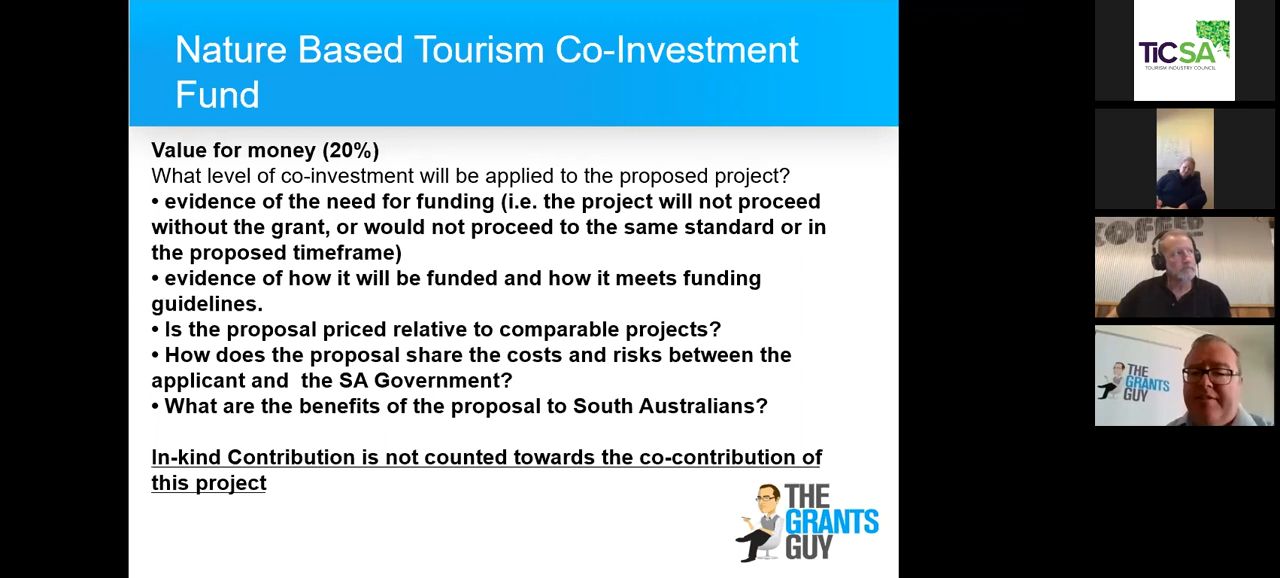 Nature Based Tourism Co-Investment
Fund
Value for money (20%)
What level of co-investment will be applied to the proposed project?
• evidence of the need for funding (i.e. the project will not proceed
without the grant, or would not proceed to the same standard or in
the proposed timeframe)
• evidence of how it will be funded and how it meets funding
guidelines.
• Is the proposal priced relative to comparable projects?
• How does the proposal share the costs and risks between the
applicant and  the SA Government?
• What are the benefits of the proposal to South Australians?
In-kind Contribution is not counted towards the co-contribution of
this project
THE
GRANTS
GUY
TiCSA
TOURISM INDUSTRY COUNCIL
COFFEE
THE
GRANTS
GUY